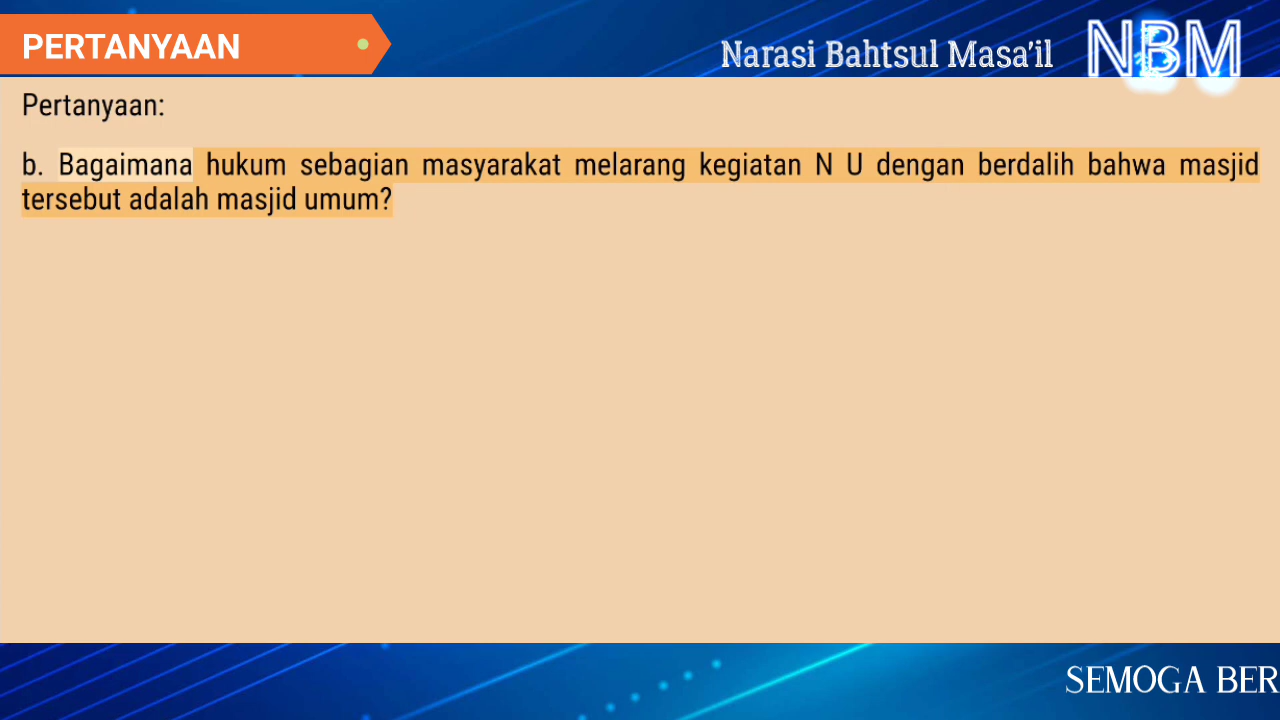 PERTANYAAN
Narasi Bahtsul Masa'il
NBM
Pertanyaan:
b. Bagaimana hukum sebagian masyarakat melarang kegiatan N U dengan berdalih bahwa masjid
tersebut adalah masjid umum?
SEMOGA BER